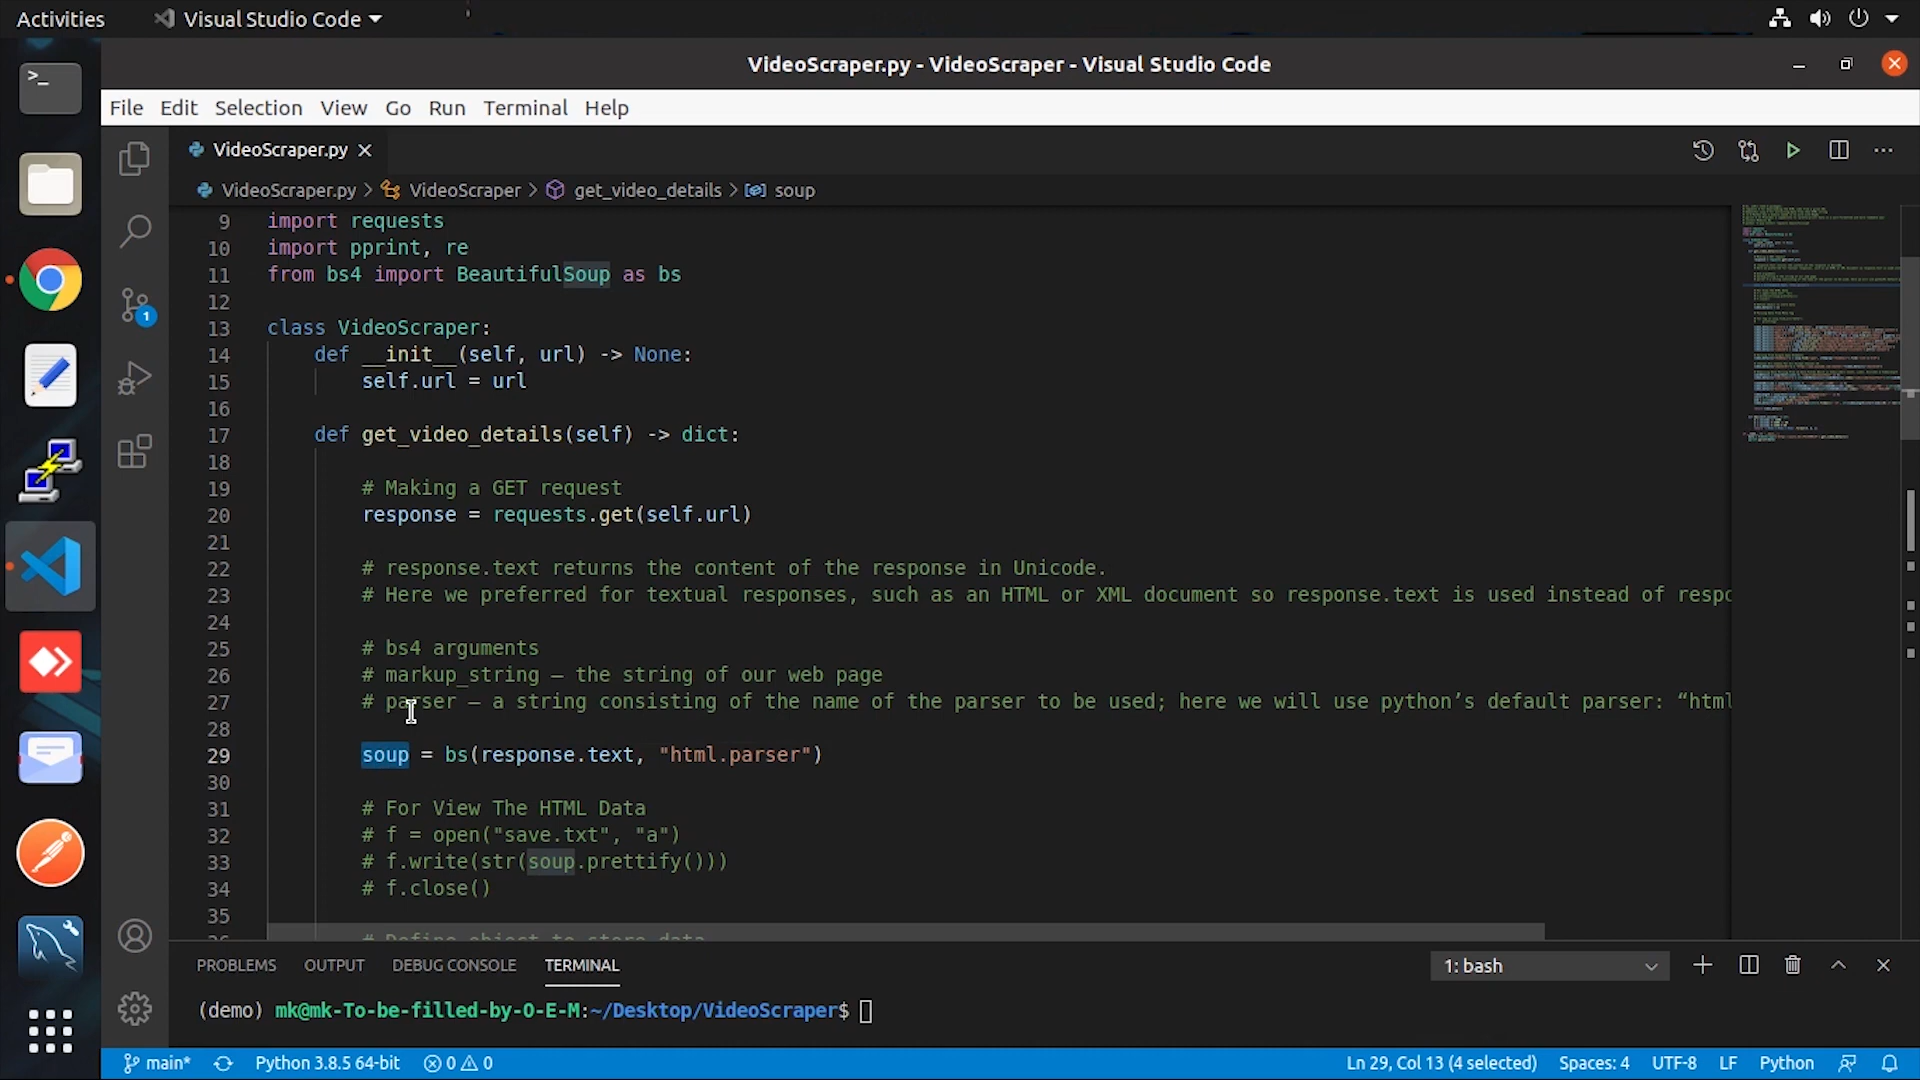 Activities
Visual Studio Code
VideoScraper.py - VideoScraper - Visual Studio Code
File Edit Selection View Go Run Terminal Help
VideoScraper.py
VideoScraper.py > VideoScraper > get_video_details > soup
9 import requests
10 import pprint, re
11 from bs4 import BeautifulSoup as bs
12
13 class VideoScraper:
14 def __init__(self, url) -> None:
15 self.url = url
16
17 def get_video_details(self) -> dict:
18
19 # Making a GET request
20 response = requests.get(self.url)
21
22 # response.text returns the content of the response in Unicode.
23 # Here we preferred for textual responses, such as an HTML or XML document so response.text is used instead of respo
24
25 # bs4 arguments
26 # markup_string – the string of our web page
27 # parser – a string consisting of the name of the parser to be used; here we will use python’s default parser: “html
28
29 soup = bs(response.text, "html.parser")
30
31 # For View The HTML Data
32 # f = open("save.txt", "a")
33 # f.write(str(soup.prettify()))
34 # f.close()
35
36 # Define object to store data
1
PROBLEMS OUTPUT DEBUG CONSOLE TERMINAL
1: bash
(demo) mk@mk-To-be-filled-by-O-E-M:~/Desktop/VideoScraper$
main* Python 3.8.5 64-bit 0 0
Ln 29, Col 13 (4 selected) Spaces: 4 UTF-8 LF Python